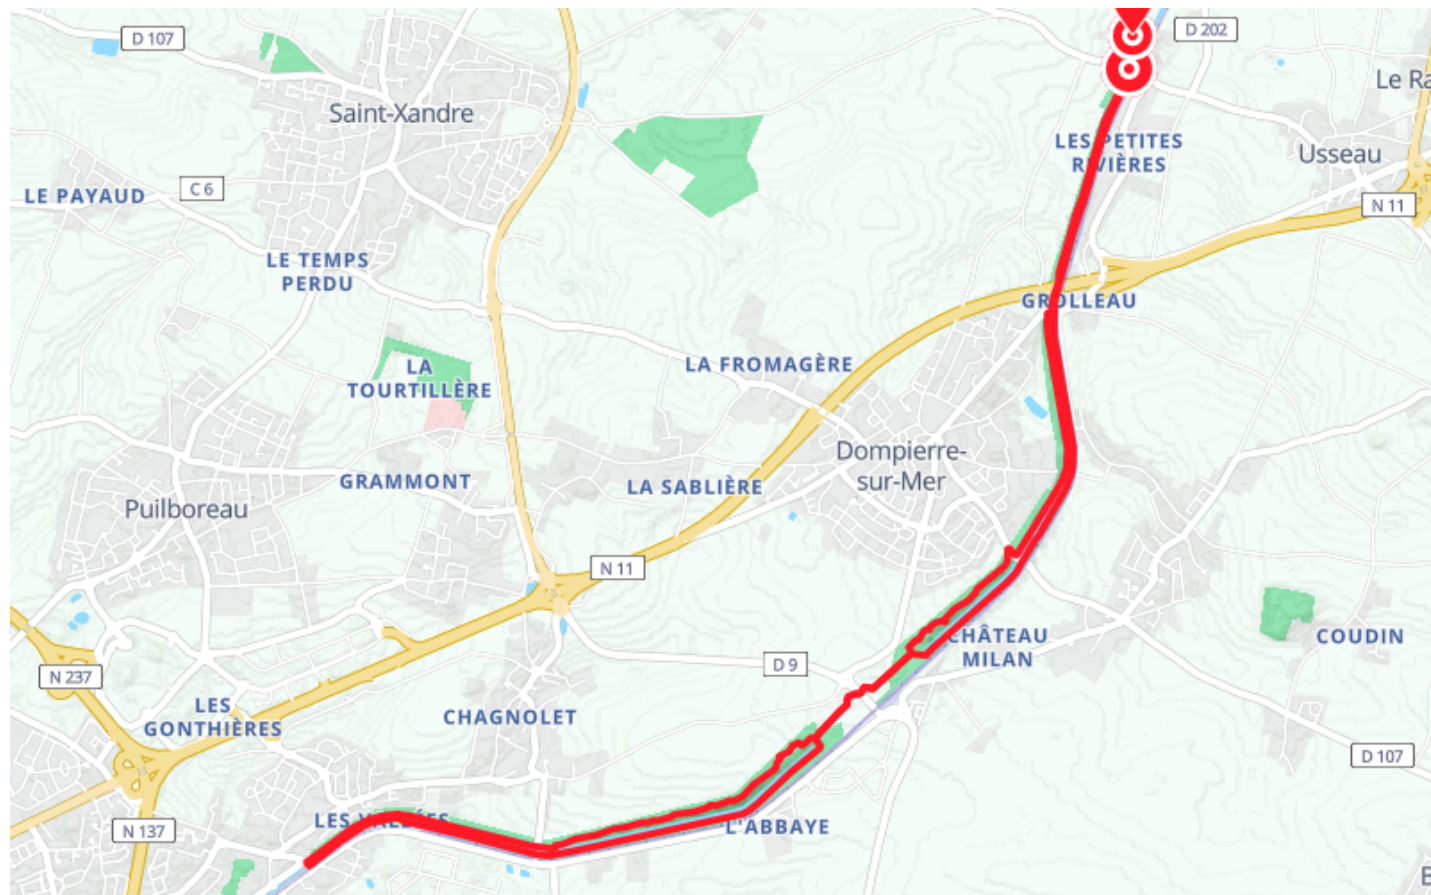 D 107
D 202
Saint-Xandre
Le Ra
LES PETITES
RIVIÈRES
Usseau
LE PAYAUD
C 6
N 11
LE TEMPS
PERDU
GROLLEAU
LA
TOURTILLÈRE
LA FROMAGÈRE
Dompierre-
sur-Mer
GRAMMONT
LA SABLIÈRE
Puilboreau
N 11
CHÂTEAU
MILAN
COUDIN
D 9
N 237
LES
GONTHIÈRES
CHAGNOLET
D 107
LES VALLÉES
N 137
L'ABBAYE
B